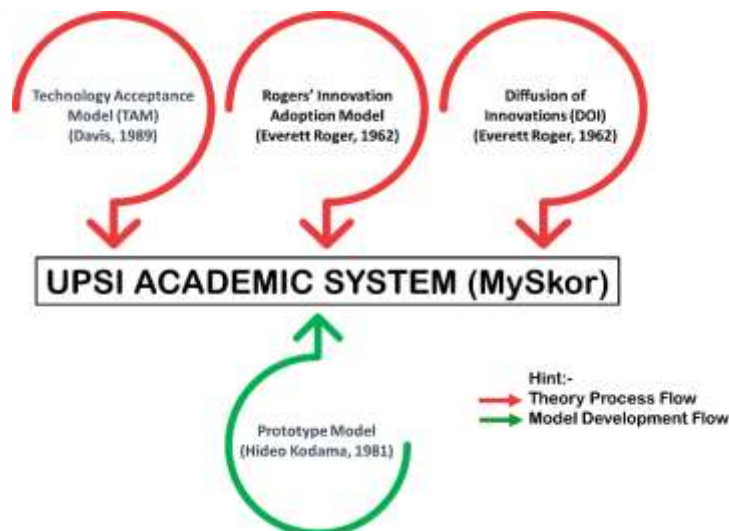 Technology Acceptance
Model (TAM)
(Davis, 1989)
Rogers' Innovation
Adoption Model
(Everett Roger, 1962)
Diffusion of
Innovations (DOI)
(Everett Roger, 1962)
UPSI ACADEMIC SYSTEM (MySkor)
Prototype Model
(Hideo Kodama, 1981)
Hint:-
Theory Process Flow
Model Development Flow